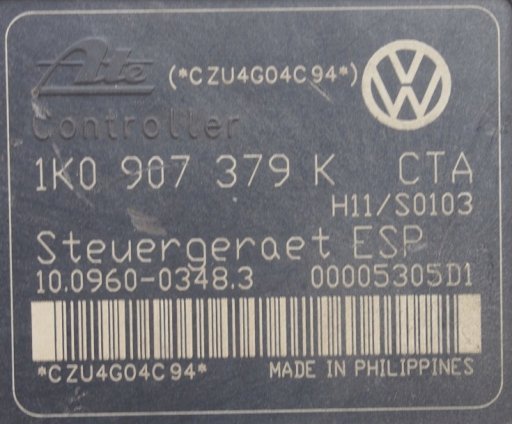 Ate (*CZU4G04C94*)
Controller
1K0 907 379 K CTA
H11/S0103
Steuergeraet ESP
10.0960-0348.3 00005305D1
*CZU4G04C94* MADE IN PHILIPPINES